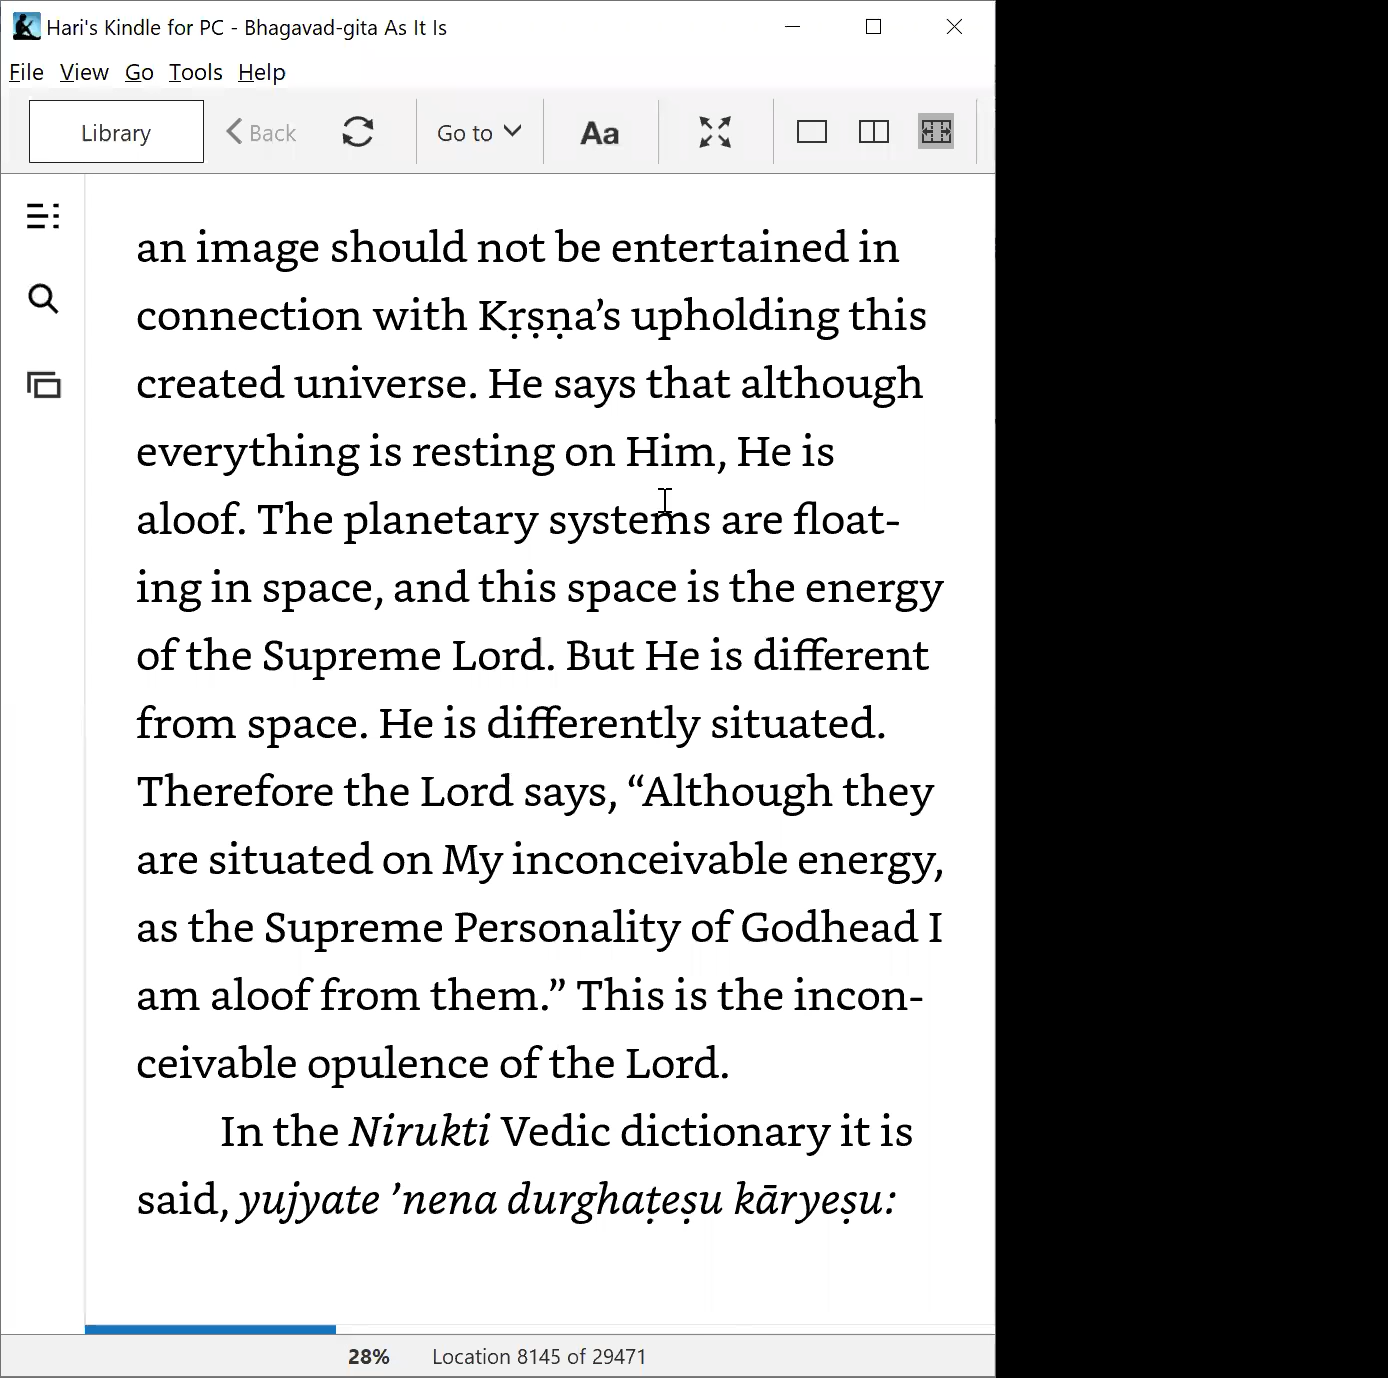 Hari's Kindle for PC - Bhagavad-gita As It Is
File View Go Tools Help
Library Back Go to Aa
an image should not be entertained in
connection with Kṛṣṇa’s upholding this
created universe. He says that although
everything is resting on Him, He is
aloof. The planetary systems are float-
ing in space, and this space is the energy
of the Supreme Lord. But He is different
from space. He is differently situated.
Therefore the Lord says, “Although they
are situated on My inconceivable energy,
as the Supreme Personality of Godhead I
am aloof from them.” This is the incon-
ceivable opulence of the Lord.
In the Nirukti Vedic dictionary it is
said, yujyate ’nena durghaṭeṣu kāryeṣu:
28% Location 8145 of 29471